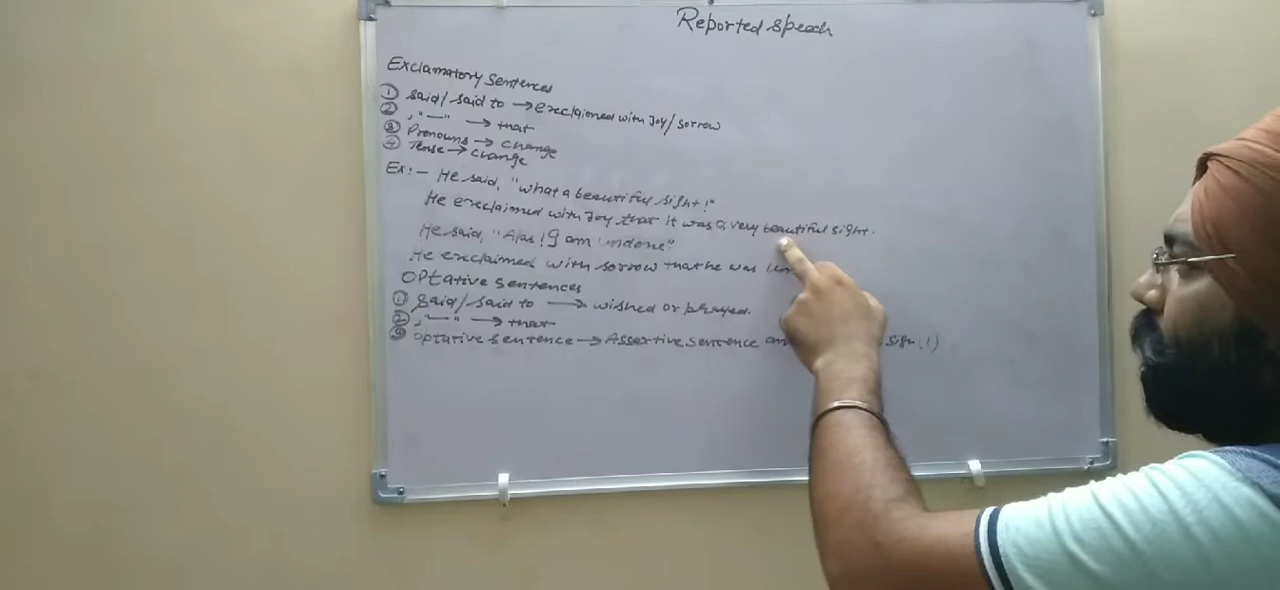 Reported speech
Exclamatory sentences
① said/said to → exclaimed with Joy/sorrow
② , "—" → that
③ Pronouns → change
④ Tense → change
Ex:- He said, "what a beautiful sight!"
He exclaimed with Joy that it was a very beautiful sight.
He said, "Alas! I am undone"
He exclaimed with sorrow that he was
Optative sentences
① said/said to → wished or prayed.
② , "—" → that
③ optative sentence → Assertive sentence sign (!)